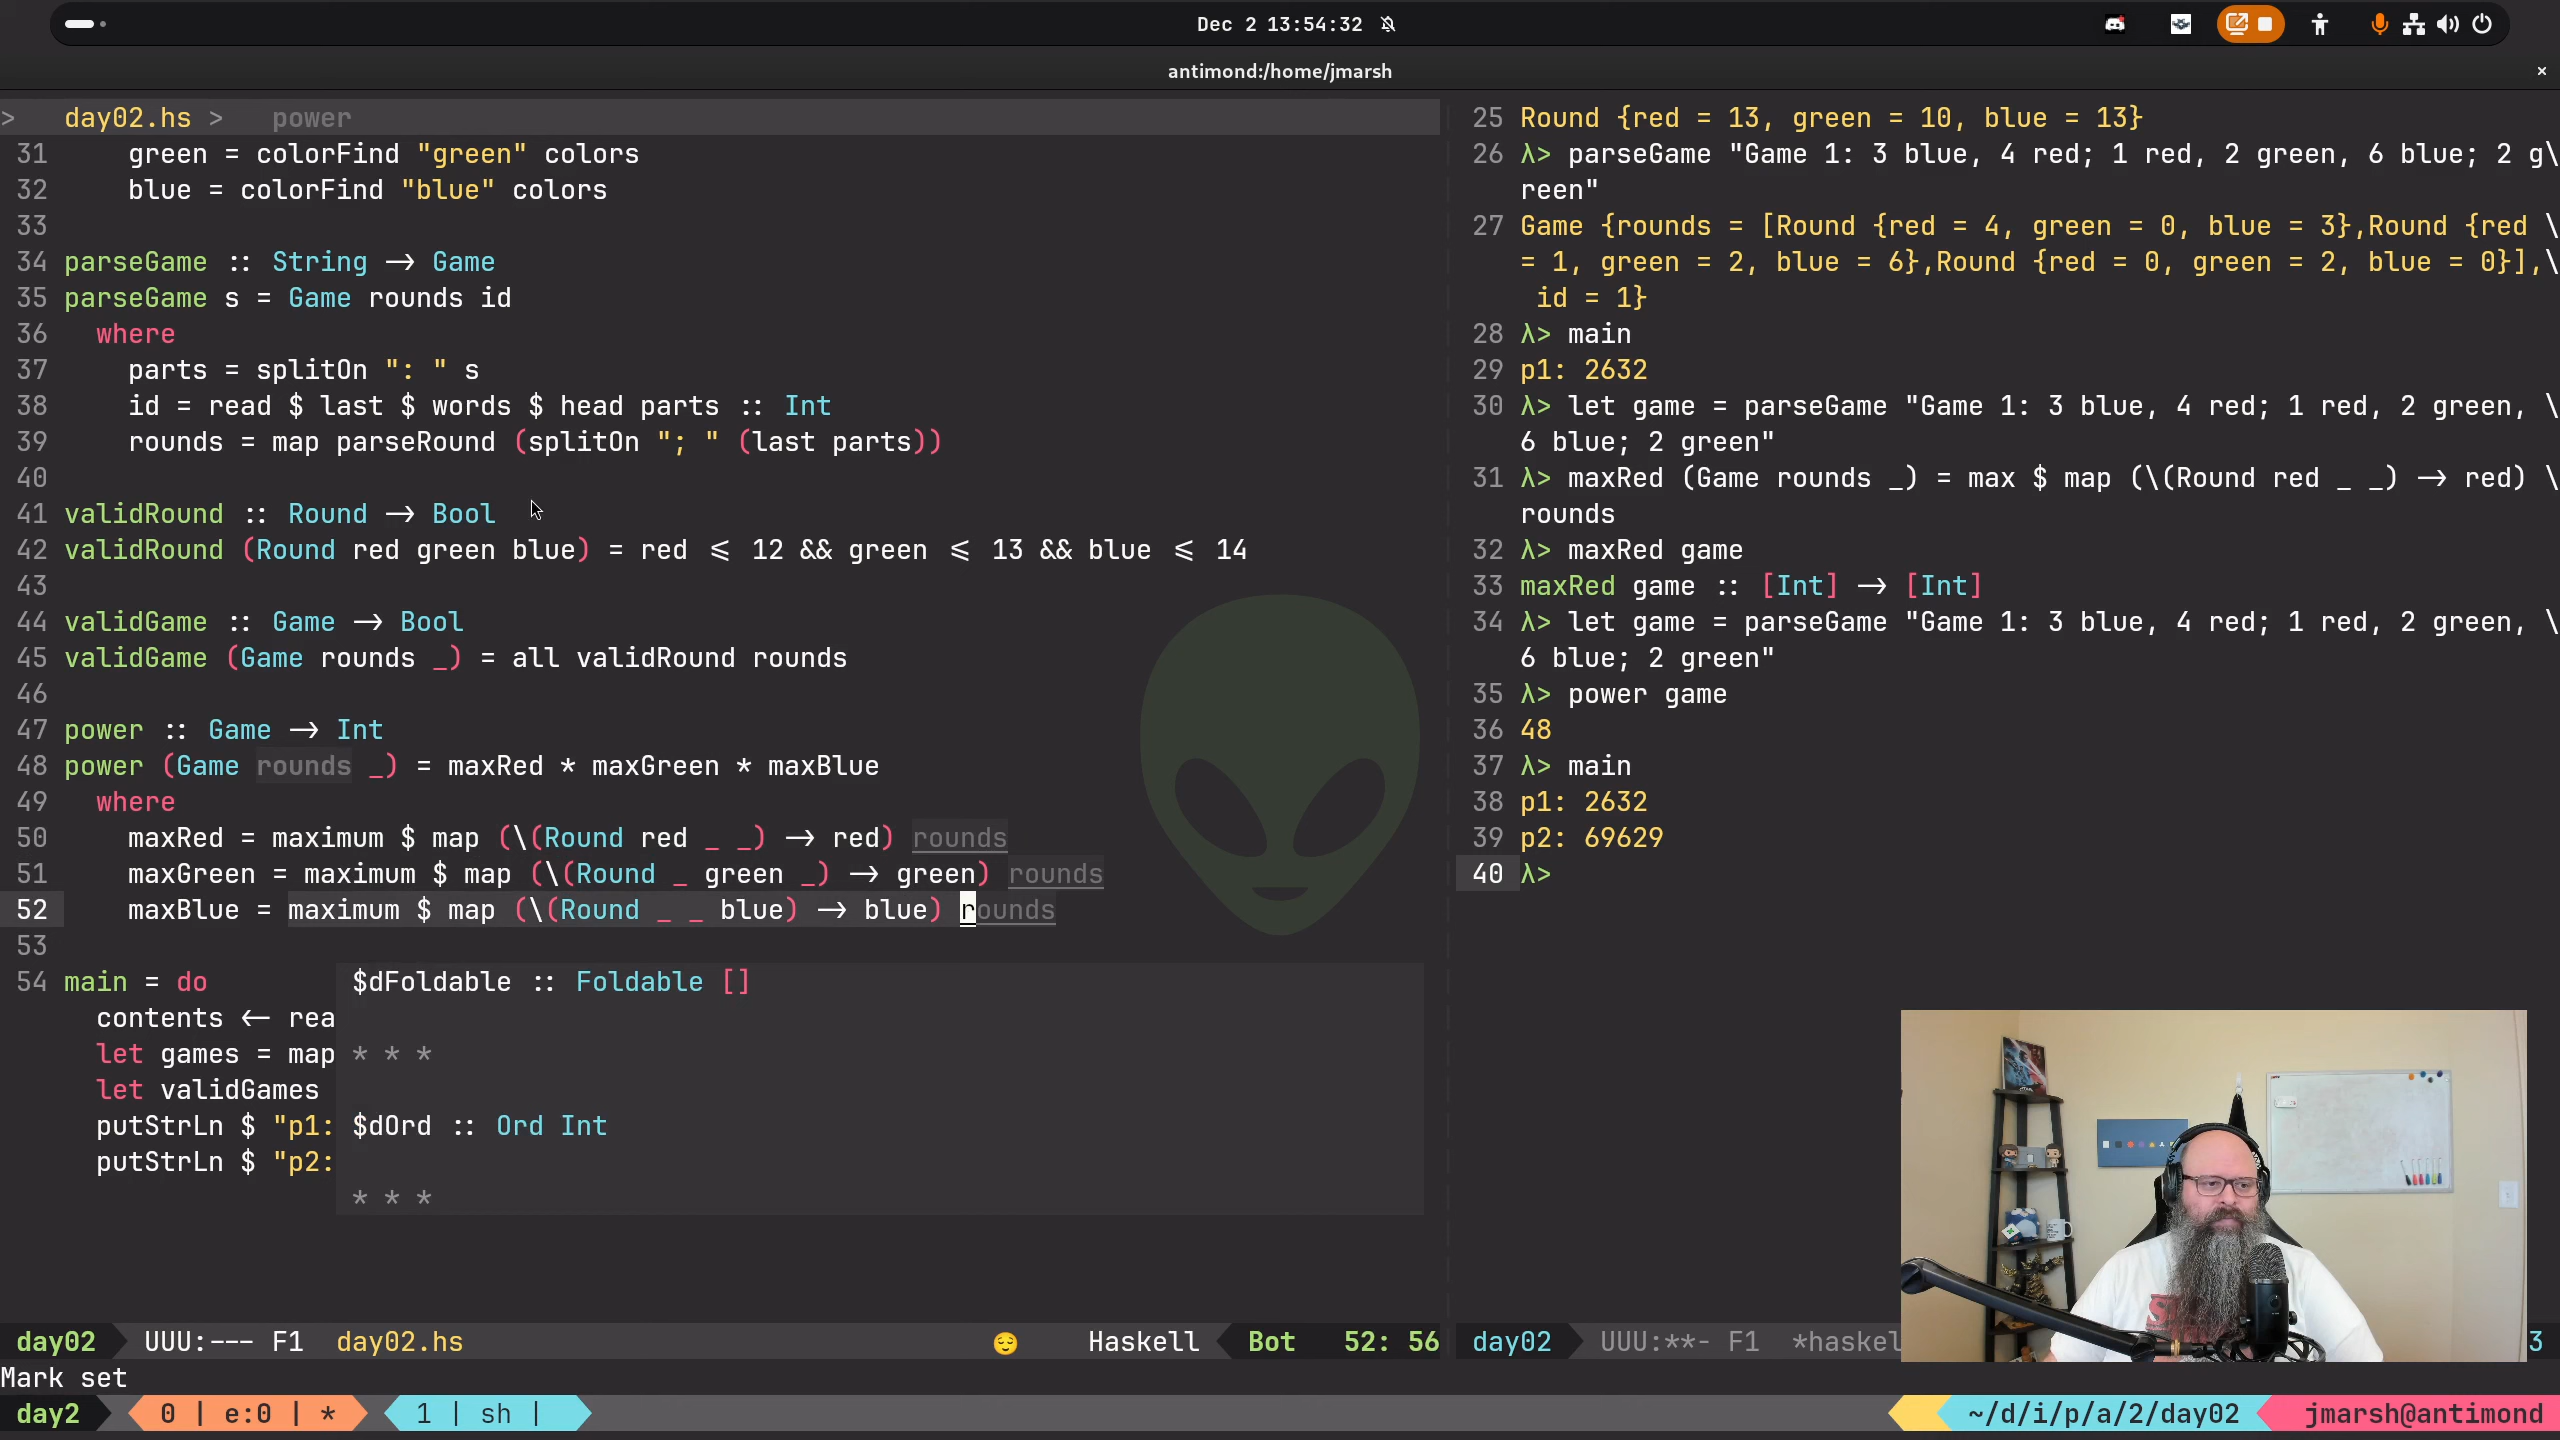 Dec 2 13:54:32
antimond:/home/jmarsh
> day02.hs > power
31 green = colorFind "green" colors
32 blue = colorFind "blue" colors
33
34 parseGame :: String → Game
35 parseGame s = Game rounds id
36 where
37 parts = splitOn ": " s
38 id = read $ last $ words $ head parts :: Int
39 rounds = map parseRound (splitOn "; " (last parts))
40
41 validRound :: Round → Bool
42 validRound (Round red green blue) = red ⩽ 12 && green ⩽ 13 && blue ⩽ 14
43
44 validGame :: Game → Bool
45 validGame (Game rounds _) = all validRound rounds
46
47 power :: Game → Int
48 power (Game rounds _) = maxRed * maxGreen * maxBlue
49 where
50 maxRed = maximum $ map (\(Round red _ _) → red) rounds
51 maxGreen = maximum $ map (\(Round _ green _) → green) rounds
52 maxBlue = maximum $ map (\(Round _ _ blue) → blue) rounds
53
54 main = do
contents ← rea
let games = map
let validGames
putStrLn $ "p1:
putStrLn $ "p2:
$dFoldable :: Foldable []
* * *
$dOrd :: Ord Int
* * *
25 Round {red = 13, green = 10, blue = 13}
26 λ> parseGame "Game 1: 3 blue, 4 red; 1 red, 2 green, 6 blue; 2 g\
reen"
27 Game {rounds = [Round {red = 4, green = 0, blue = 3},Round {red \
= 1, green = 2, blue = 6},Round {red = 0, green = 2, blue = 0}],\
id = 1}
28 λ> main
29 p1: 2632
30 λ> let game = parseGame "Game 1: 3 blue, 4 red; 1 red, 2 green, \
6 blue; 2 green"
31 λ> maxRed (Game rounds _) = max $ map (\(Round red _ _) → red) \
rounds
32 λ> maxRed game
33 maxRed game :: [Int] → [Int]
34 λ> let game = parseGame "Game 1: 3 blue, 4 red; 1 red, 2 green, \
6 blue; 2 green"
35 λ> power game
36 48
37 λ> main
38 p1: 2632
39 p2: 69629
40 λ>
day02 UUU:--- F1 day02.hs Haskell Bot 52: 56
day02 UUU:**- F1 *haskel 3
Mark set
day2 0 | e:0 | * 1 | sh | ~/d/i/p/a/2/day02 jmarsh@antimond